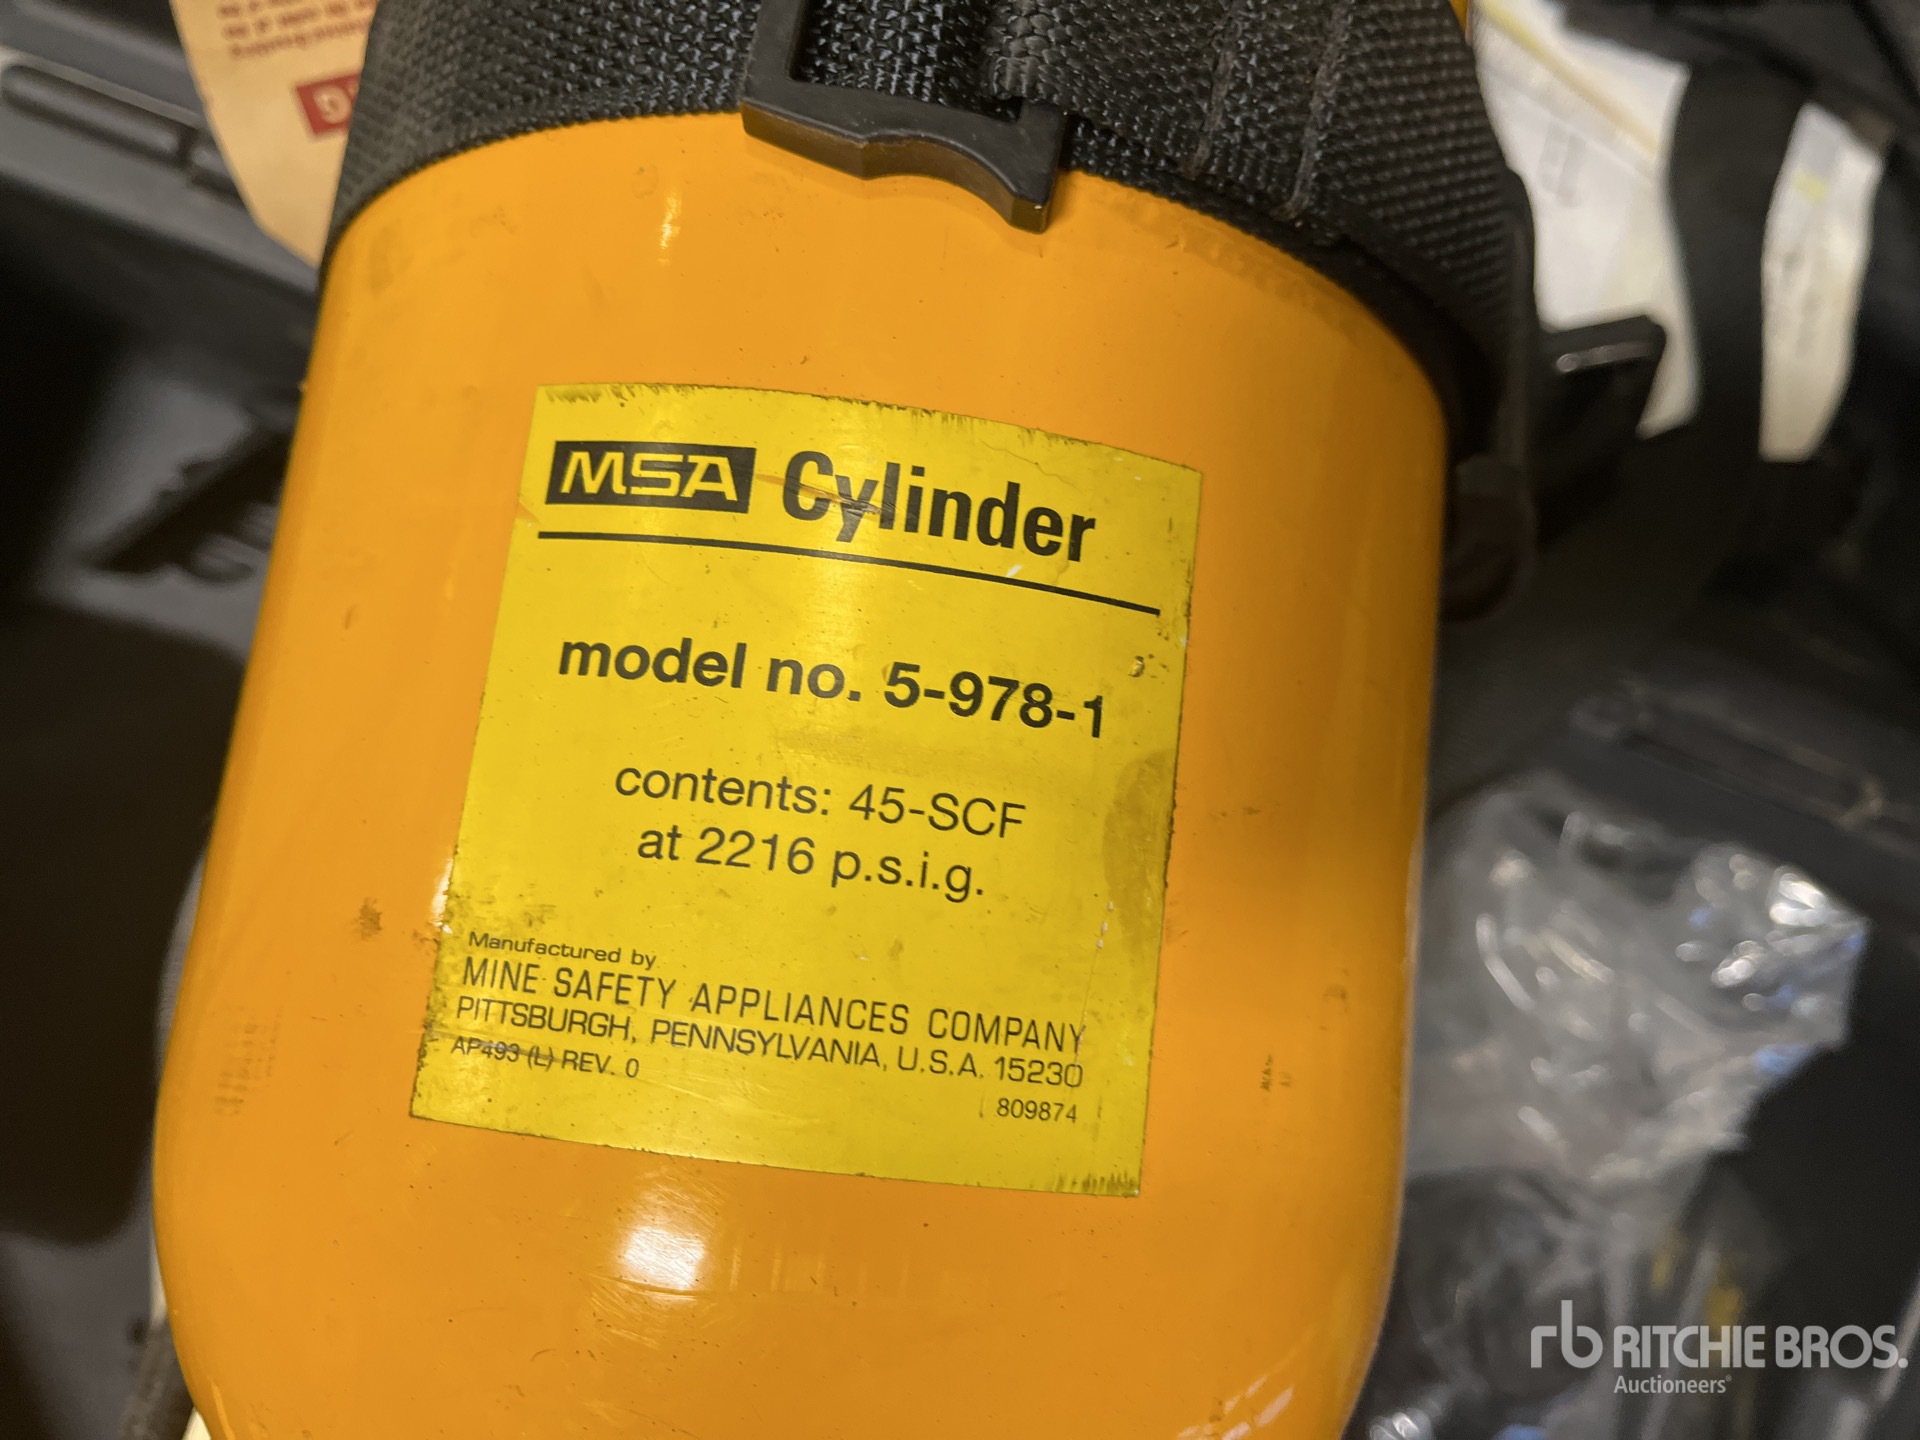 MSA Cylinder
model no. 5-978-1
contents: 45-SCF
at 2216 p.s.i.g.
Manufactured by
MINE SAFETY APPLIANCES COMPANY
PITTSBURGH, PENNSYLVANIA, U.S.A. 15230
AP493 (L) REV. 0
809874
rb RITCHIE BROS.
Auctioneers